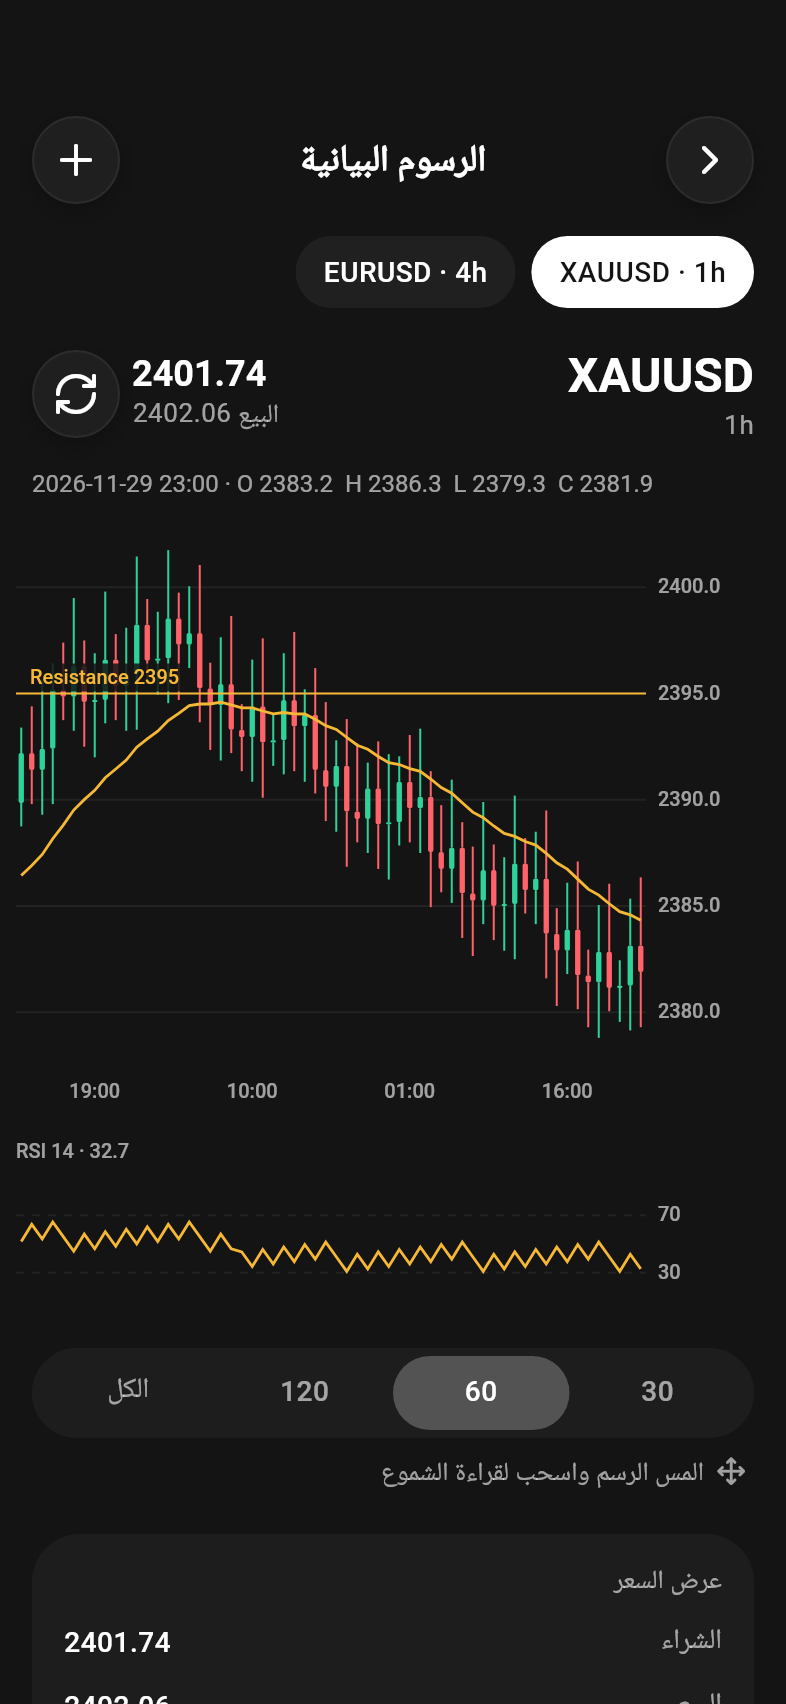 الرسوم البيانية
XAUUSD · 1h
EURUSD · 4h
XAUUSD
2401.74
1h
البيع 2402.06
2026-11-29 23:00 · O 2383.2 H 2386.3 L 2379.3 C 2381.9
2400.0
Resistance 2395
2395.0
2390.0
2385.0
2380.0
19:00 10:00 01:00 16:00
RSI 14 · 32.7
70
30
30
60
120
الكل
المس الرسم واسحب لقراءة الشموع
عرض السعر
الشراء
2401.74
البيع
2402.06